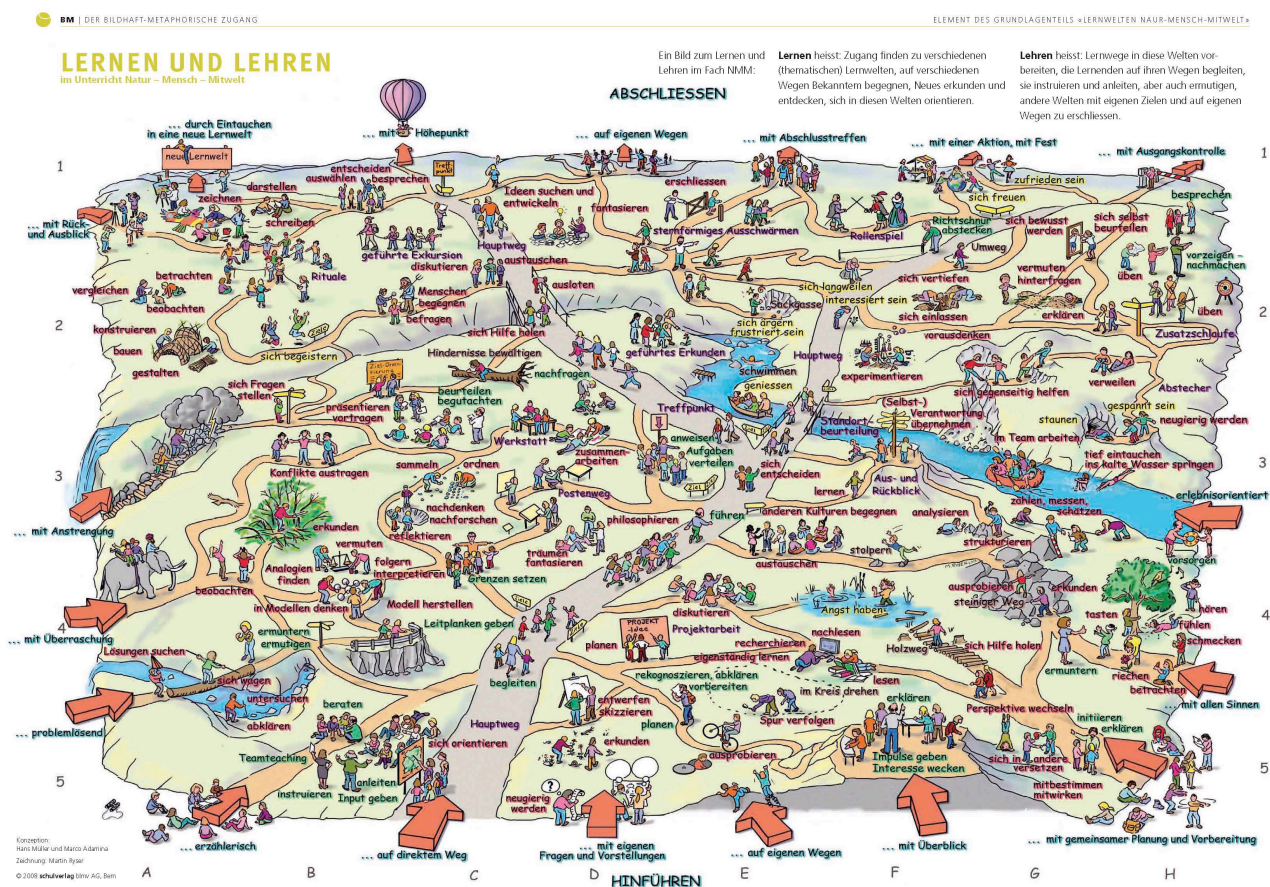 BM | DER BILDHAFT-METAPHORISCHE ZUGANG
ELEMENT DES GRUNDLAGENTEILS «LERNWELTEN NAUR-MENSCH-MITWELT»
LERNEN UND LEHREN
im Unterricht Natur – Mensch – Mitwelt
Ein Bild zum Lernen und
Lehren im Fach NMM:
Lernen heisst: Zugang finden zu verschiedenen
(thematischen) Lernwelten, auf verschiedenen
Wegen Bekanntem begegnen, Neues erkunden und
entdecken, sich in diesen Welten orientieren.
Lehren heisst: Lernwege in diese Welten vor-
bereiten, die Lernenden auf ihren Wegen begleiten,
sie instruieren und anleiten, aber auch ermutigen,
andere Welten mit eigenen Zielen und auf eigenen
Wegen zu erschliessen.
ABSCHLIESSEN
... durch Eintauchen
in eine neue Lernwelt
... mit Höhepunkt
... auf eigenen Wegen
... mit Abschlusstreffen
... mit einer Aktion, mit Fest
... mit Ausgangskontrolle
1
neue Lernwelt
entscheiden
auswählen
besprechen
Treff-
punkt
darstellen
zeichnen
schreiben
Ideen suchen und
entwickeln
fantasieren
erschliessen
zufrieden sein
sich freuen
besprechen
1
... mit Rück-
und Ausblick
geführte Exkursion
diskutieren
Hauptweg
austauschen
sternförmiges Ausschwärmen
Rollenspiel
Richtschnur
abstecken
Umweg
sich bewusst
werden
sich selbst
beurteilen
vorzeigen -
nachmachen
betrachten
vergleichen
beobachten
Rituale
Menschen
begegnen
befragen
ausloten
sich langweilen
Sackgasse
interessiert sein
sich vertiefen
vermuten
hinterfragen
üben
2
konstruieren
bauen
gestalten
Ziele
sich begeistern
sich Hilfe holen
sich ärgern
frustriert sein
sich einlassen
erklären
üben
2
Zusatzschlaufe
vorausdenken
Hindernisse bewältigen
geführtes Erkunden
Hauptweg
nachfragen
schwimmen
geniessen
experimentieren
sich gegenseitig helfen
verweilen
Abstecher
sich Fragen
stellen
präsentieren
vortragen
beurteilen
begutachten
Treffpunkt
(Selbst-)
Verantwortung
übernehmen
Standort-
beurteilung
gespannt sein
staunen
neugierig werden
Werkstatt
zusammen-
arbeiten
anweisen
Aufgaben
verteilen
im Team arbeiten
tief eintauchen
ins kalte Wasser springen
3
Konflikte austragen
sammeln
ordnen
Postenweg
Ziel
sich
entscheiden
lernen
Aus- und
Rückblick
3
... mit Anstrengung
erkunden
nachdenken
nachforschen
reflektieren
philosophieren
führen
anderen Kulturen begegnen
analysieren
zählen, messen,
schätzen
... erlebnisorientiert
vermuten
folgern
interpretieren
träumen
fantasieren
austauschen
stolpern
strukturieren
vorsorgen
Analogien
finden
beobachten
Grenzen setzen
in Modellen denken
Modell herstellen
Leitplanken geben
Ziele
diskutieren
Angst haben
ausprobieren
steiniger Weg
erkunden
tasten
hören
fühlen
schmecken
4
... mit Überraschung
ermuntern
ermutigen
planen
PROJEKT
Idee
Projektarbeit
recherchieren
eigenständig lernen
nachlesen
Holzweg
sich Hilfe holen
ermuntern
riechen
betrachten
4
Lösungen suchen
sich wagen
untersuchen
abklären
begleiten
rekognoszieren, abklären
vorbereiten
im Kreis drehen
lesen
... mit allen Sinnen
... problemlösend
beraten
Hauptweg
entwerfen
skizzieren
planen
Spur verfolgen
erklären
Perspektive wechseln
initiieren
erklären
Teamteaching
sich orientieren
erkunden
ausprobieren
Impulse geben
Interesse wecken
sich in andere
versetzen
5
instruieren
anleiten
Input geben
neugierig
werden
?
mitbestimmen
mitwirken
5
... erzählerisch
... auf direktem Weg
... mit eigenen
Fragen und Vorstellungen
... auf eigenen Wegen
... mit Überblick
... mit gemeinsamer Planung und Vorbereitung
Konzeption:
Hans Müller und Marco Adamina
Zeichnung: Martin Ryser
© 2008 schulverlag blmv AG, Bern
A B C D E F G H
HINFÜHREN